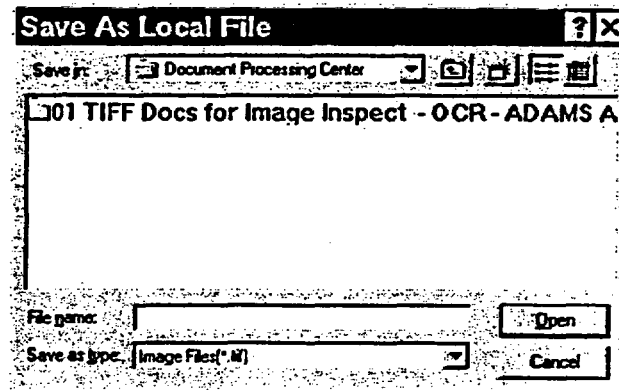 Save As Local File
Save in: Document Processing Center
01 TIFF Docs for Image Inspect - OCR - ADAMS A
File name:
Open
Save as type: Image Files(*.tif)
Cancel